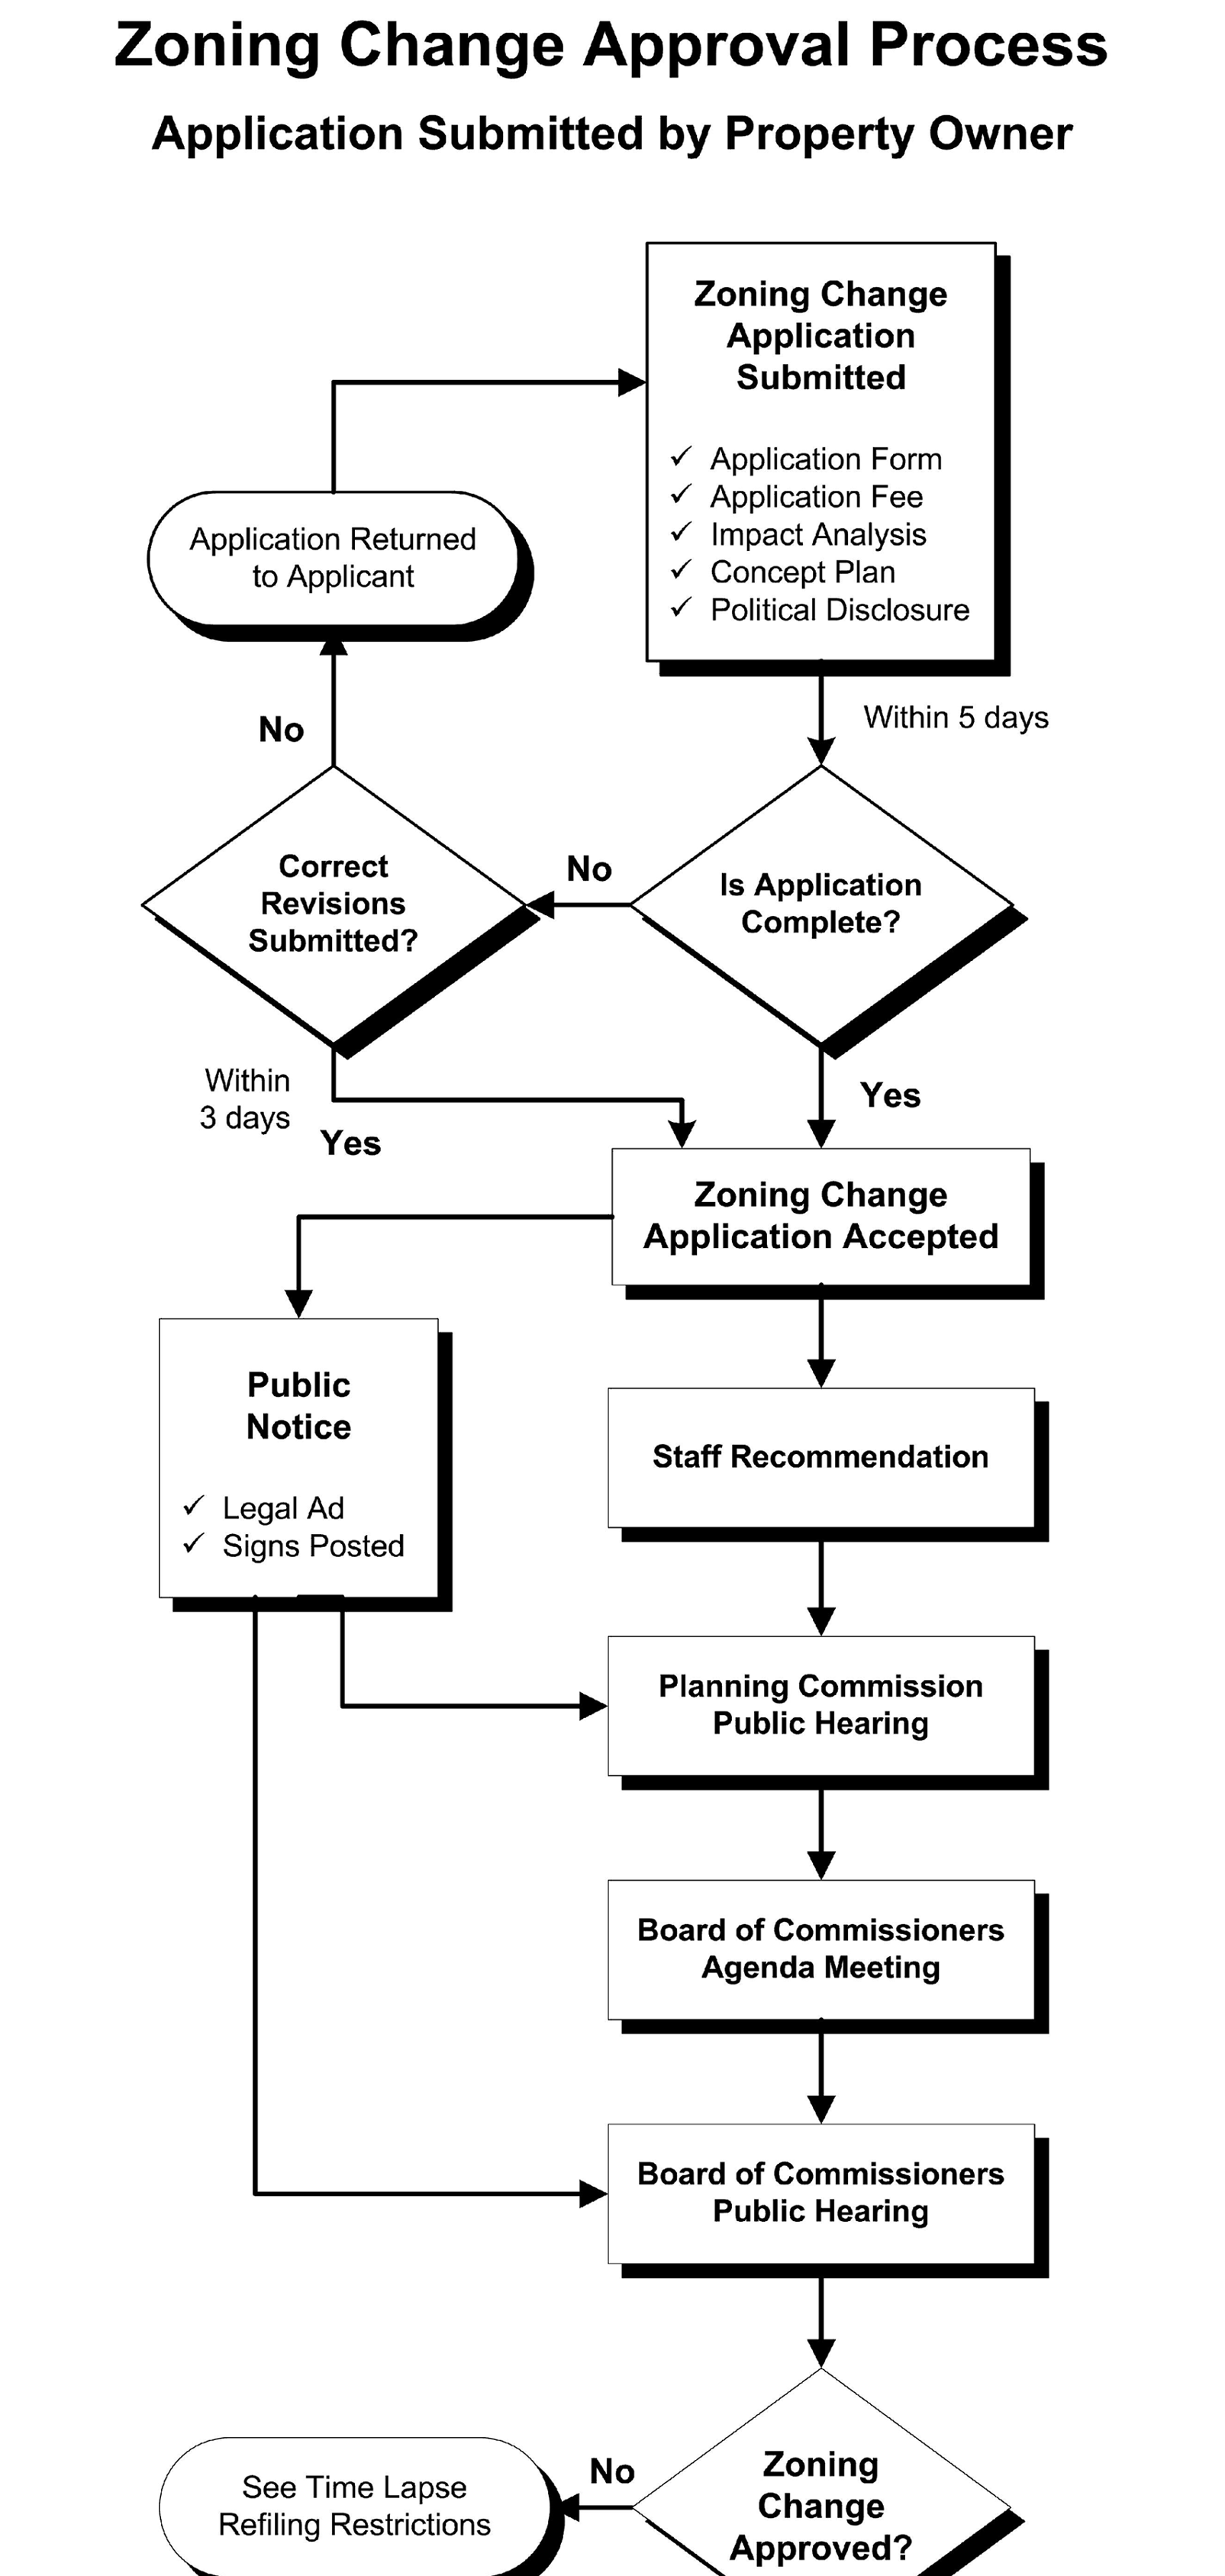 Zoning Change Approval Process
Application Submitted by Property Owner
Zoning Change
Application
Submitted
✓ Application Form
✓ Application Fee
✓ Impact Analysis
✓ Concept Plan
✓ Political Disclosure
Application Returned
to Applicant
Within 5 days
No
Correct
Revisions
Submitted?
No
Is Application
Complete?
Within
3 days
Yes
Yes
Zoning Change
Application Accepted
Public
Notice
✓ Legal Ad
✓ Signs Posted
Staff Recommendation
Planning Commission
Public Hearing
Board of Commissioners
Agenda Meeting
Board of Commissioners
Public Hearing
See Time Lapse
Refiling Restrictions
No
Zoning
Change
Approved?